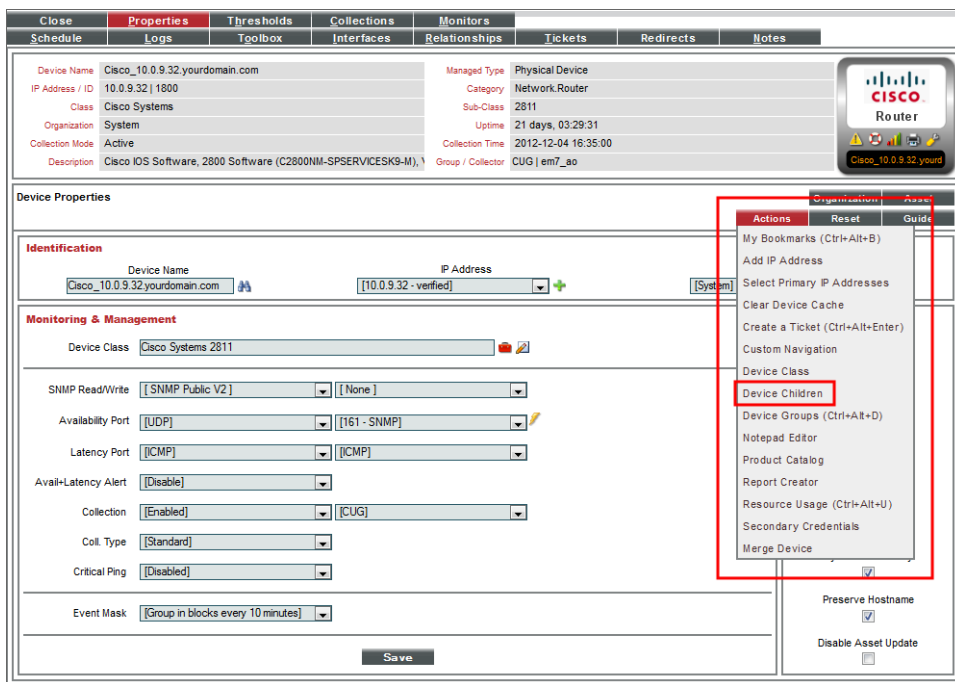 Close Properties Thresholds Collections Monitors
Schedule Logs Toolbox Interfaces Relationships Tickets Redirects Notes
Device Name Cisco_10.0.9.32.yourdomain.com Managed Type Physical Device
IP Address / ID 10.0.9.32 | 1800 Category Network.Router
Class Cisco Systems Sub-Class 2811
Organization System Uptime 21 days, 03:29:31
Collection Mode Active Collection Time 2012-12-04 16:35:00
Description Cisco IOS Software, 2800 Software (C2800NM-SPSERVICESK9-M), Group / Collector CUG | em7_ao
CISCO
Router
Cisco_10.0.9.32.yourd
Device Properties
Organization Asset
Actions Reset Guide
Identification
Device Name IP Address
Cisco_10.0.9.32.yourdomain.com [10.0.9.32 - verified] [System]
Monitoring & Management
Device Class Cisco Systems 2811
SNMP Read/Write [ SNMP Public V2 ] [ None ]
Availability Port [UDP] [161 - SNMP]
Latency Port [ICMP] [ICMP]
Avail+Latency Alert [Disable]
Collection [Enabled] [CUG]
Coll. Type [Standard]
Critical Ping [Disabled]
Event Mask [Group in blocks every 10 minutes]
Save
My Bookmarks (Ctrl+Alt+B)
Add IP Address
Select Primary IP Addresses
Clear Device Cache
Create a Ticket (Ctrl+Alt+Enter)
Custom Navigation
Device Class
Device Children
Device Groups (Ctrl+Alt+D)
Notepad Editor
Product Catalog
Report Creator
Resource Usage (Ctrl+Alt+U)
Secondary Credentials
Merge Device
Preserve Hostname
Disable Asset Update